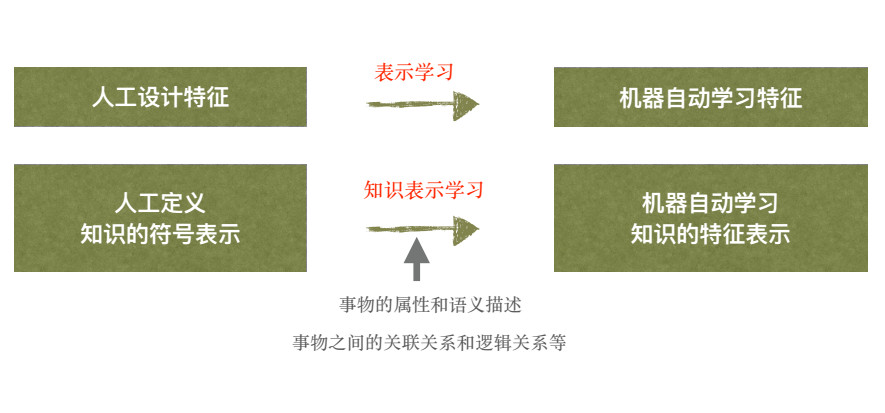 表示学习
人工设计特征
机器自动学习特征
知识表示学习
人工定义
知识的符号表示
机器自动学习
知识的特征表示
事物的属性和语义描述
事物之间的关联关系和逻辑关系等